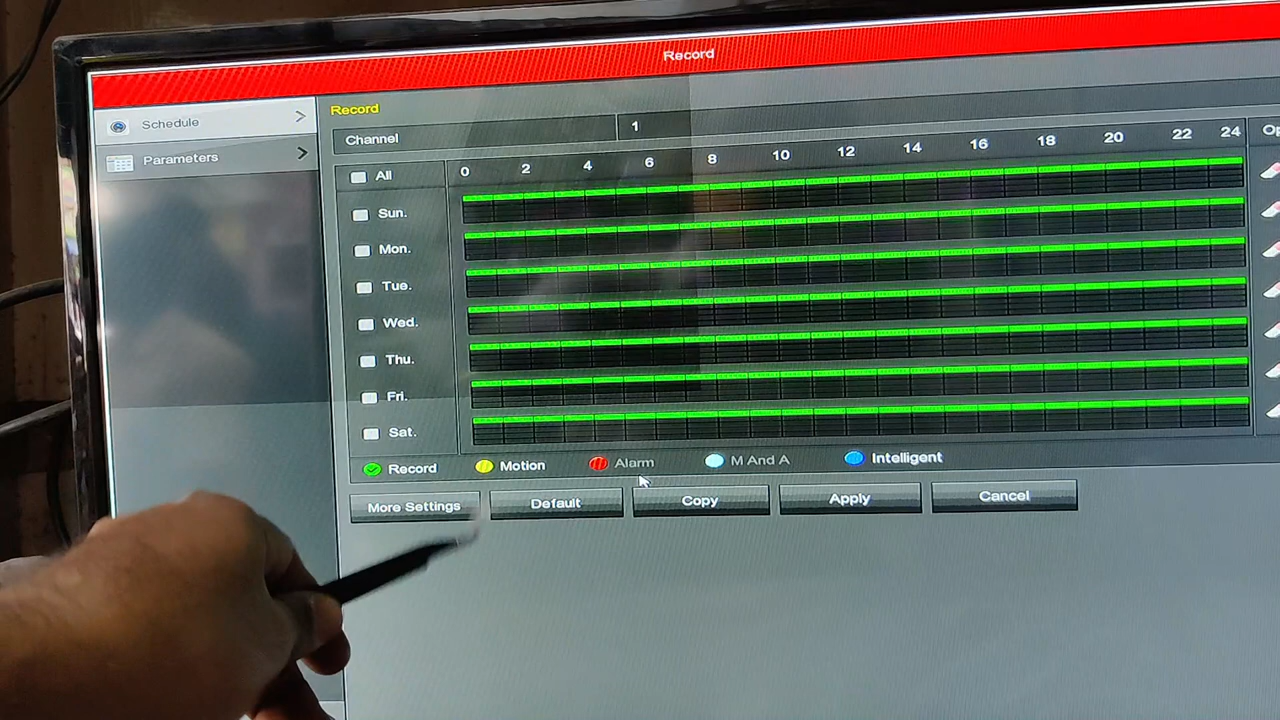 Record
Schedule
Parameters
Record
Channel 1
0 2 4 6 8 10 12 14 16 18 20 22 24
All
Sun.
Mon.
Tue.
Wed.
Thu.
Fri.
Sat.
Record Motion Alarm M And A Intelligent
More Settings Default Copy Apply Cancel